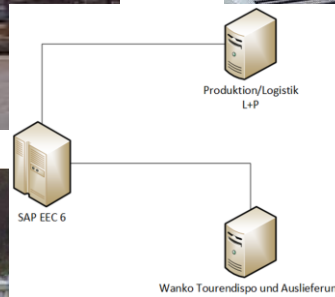 Produktion/Logistik
L+P
SAP EEC 6
Wanko Tourendispo und Auslieferun